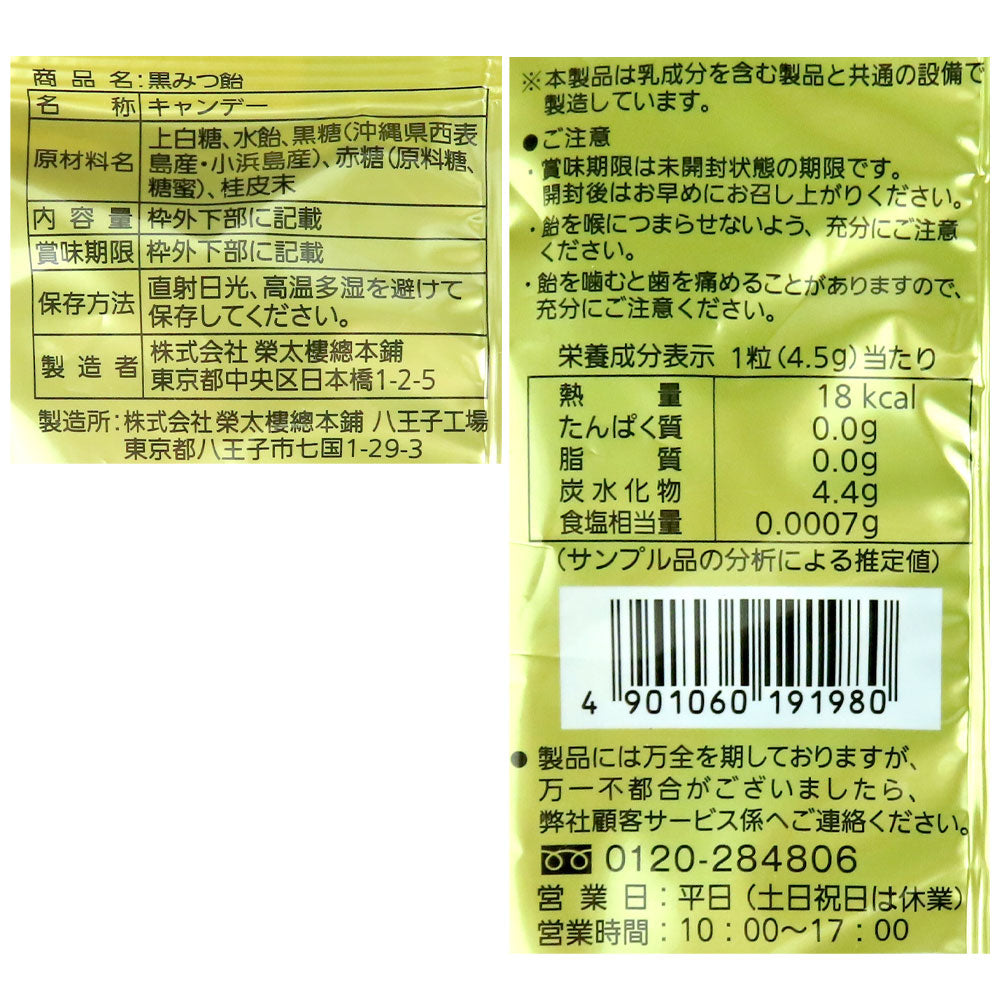 商品名:黒みつ飴
名称 キャンデー
原材料名 上白糖、水飴、黒糖(沖縄県西表
島産・小浜島産)、赤糖(原料糖、
糖蜜)、桂皮末
内容量 枠外下部に記載
賞味期限 枠外下部に記載
保存方法 直射日光、高温多湿を避けて
保存してください。
製造者 株式会社 榮太樓總本鋪
東京都中央区日本橋1-2-5
製造所:株式会社 榮太樓總本鋪 八王子工場
東京都八王子市七国1-29-3
※本製品は乳成分を含む製品と共通の設備で
製造しています。
●ご注意
・賞味期限は未開封状態の期限です。
開封後はお早めにお召し上がりください。
・飴を喉につまらせないよう、充分にご注意
ください。
・飴を噛むと歯を痛めることがありますので、
充分にご注意ください。
栄養成分表示 1粒(4.5g)当たり
熱量 18 kcal
たんぱく質 0.0g
脂質 0.0g
炭水化物 4.4g
食塩相当量 0.0007g
(サンプル品の分析による推定値)
4 901060 191980
●製品には万全を期しておりますが、
万一不都合がございましたら、
弊社顧客サービス係へご連絡ください。
0120-284806
営業日:平日(土日祝日は休業)
営業時間:10:00〜17:00